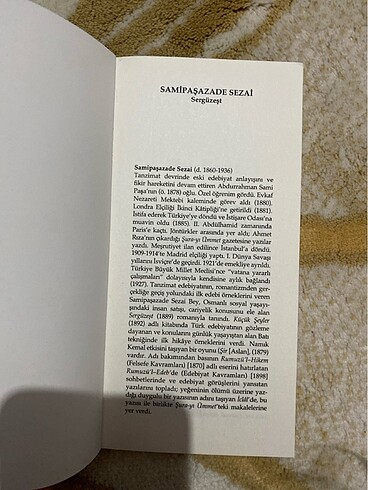 SAMİPAŞAZADE SEZAİ
Sergüzeşt
Samipaşazade Sezai (d. 1860-1936)
Tanzimat devrinde eski edebiyat anlayışını ve
fikir hareketini devam ettiren Abdurrahman Sami
Paşa'nın (ö. 1878) oğlu. Özel öğrenim gördü. Evkaf
Nezareti Mektebi kaleminde görev aldı (1880).
Londra Elçiliği İkinci Kâtipliği'ne getirildi (1881).
İstifa ederek Türkiye'ye döndü ve İstişare Odası'na
muavin oldu (1885). II. Abdülhamid zamanında
Paris'e kaçtı. Jöntürkler arasında yer aldı; Ahmet
Rıza'nın çıkardığı Şura-yı Ümmet gazetesine yazılar
yazdı. Meşrutiyet ilan edilince İstanbul'a döndü.
1909-1914'te Madrid elçiliği yaptı. I. Dünya Savaşı
yıllarını İsviçre'de geçirdi. 1921'de emekliye ayrıldı.
Türkiye Büyük Millet Meclisi'nce "vatana yararlı
çalışmaları" dolayısıyla kendisine aylık bağlandı
(1927). Tanzimat edebiyatının, romantizmden ger-
çekliğe geçiş yolundaki ilk edebi örneklerini veren
Samipaşazade Sezai Bey, Osmanlı sosyal yaşayı-
şındaki insan satışı, cariyelik konusunu ele alan
Sergüzeşt (1889) romanıyla tanındı. Küçük Şeyler
(1892) adlı kitabında Türk edebiyatının gözleme
dayanan ve konularını günlük yaşayıştan alan Batı
tekniğinde ilk hikâye örneklerini verdi. Namık
Kemal etkisini taşıyan bir oyunu (Şir [Aslan], (1879)
vardır. Adı bakımından basının Rumuzü'l-Hikem
(Felsefe Kavramları) [1870] adlı eserini hatırlatan
Rumuzü'l-Edeb'de (Edebiyat Kavramları) [1898]
sohbetlerinde ve edebiyat görüşlerini yansıtan
yazılarını topladı; yeğeninin ölümü üzerine yaz-
dığı duygulu bir yazısının adını taşıyan İclâl'de, bu
yazısı ile birlikte Şura-yı Ümmet'teki makalelerine
yer verdi.